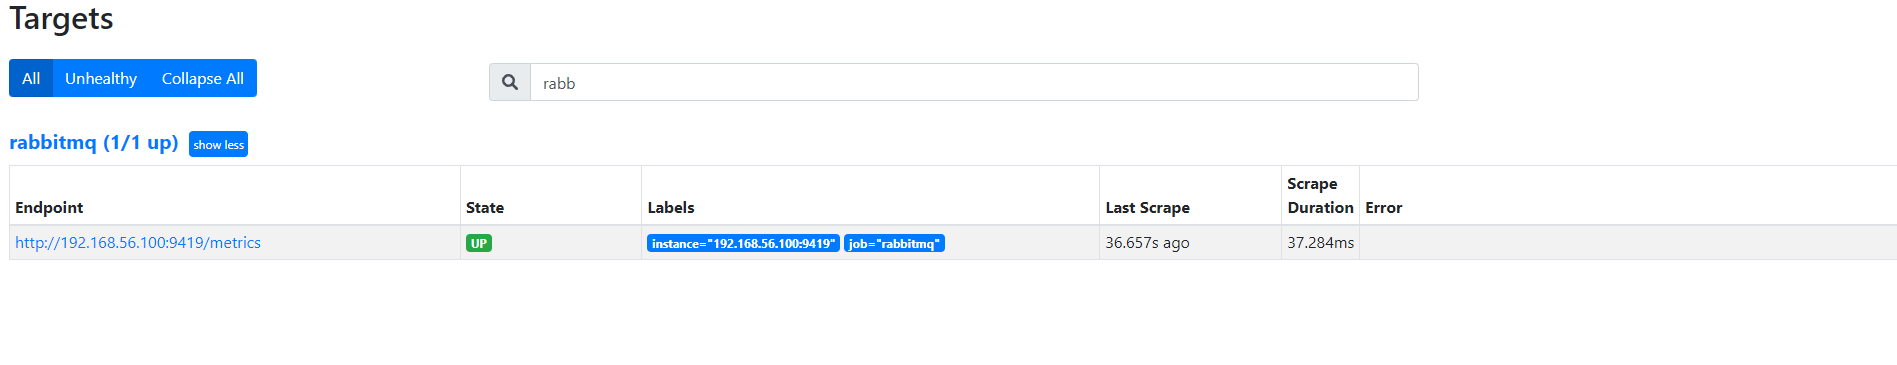 Targets
All Unhealthy Collapse All
rabb
rabbitmq (1/1 up) show less
Endpoint State Labels Last Scrape Scrape Duration Error
http://192.168.56.100:9419/metrics UP instance="192.168.56.100:9419" job="rabbitmq" 36.657s ago 37.284ms